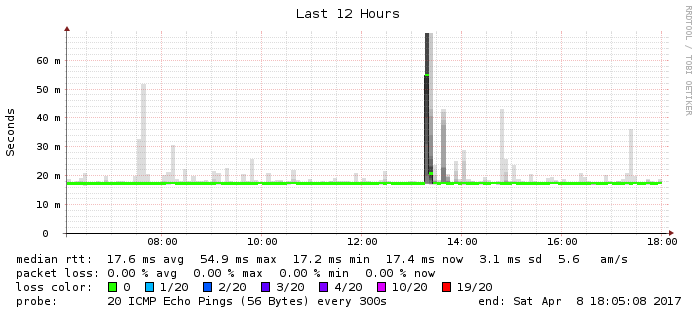 Last 12 Hours
RRDTOOL / TOBI OETIKER
Seconds
60 m
50 m
40 m
30 m
20 m
10 m
0
08:00 10:00 12:00 14:00 16:00 18:00
median rtt: 17.6 ms avg 54.9 ms max 17.2 ms min 17.4 ms now 3.1 ms sd 5.6 am/s
packet loss: 0.00 % avg 0.00 % max 0.00 % min 0.00 % now
loss color: 0 1/20 2/20 3/20 4/20 10/20 19/20
probe: 20 ICMP Echo Pings (56 Bytes) every 300s end: Sat Apr 8 18:05:08 2017